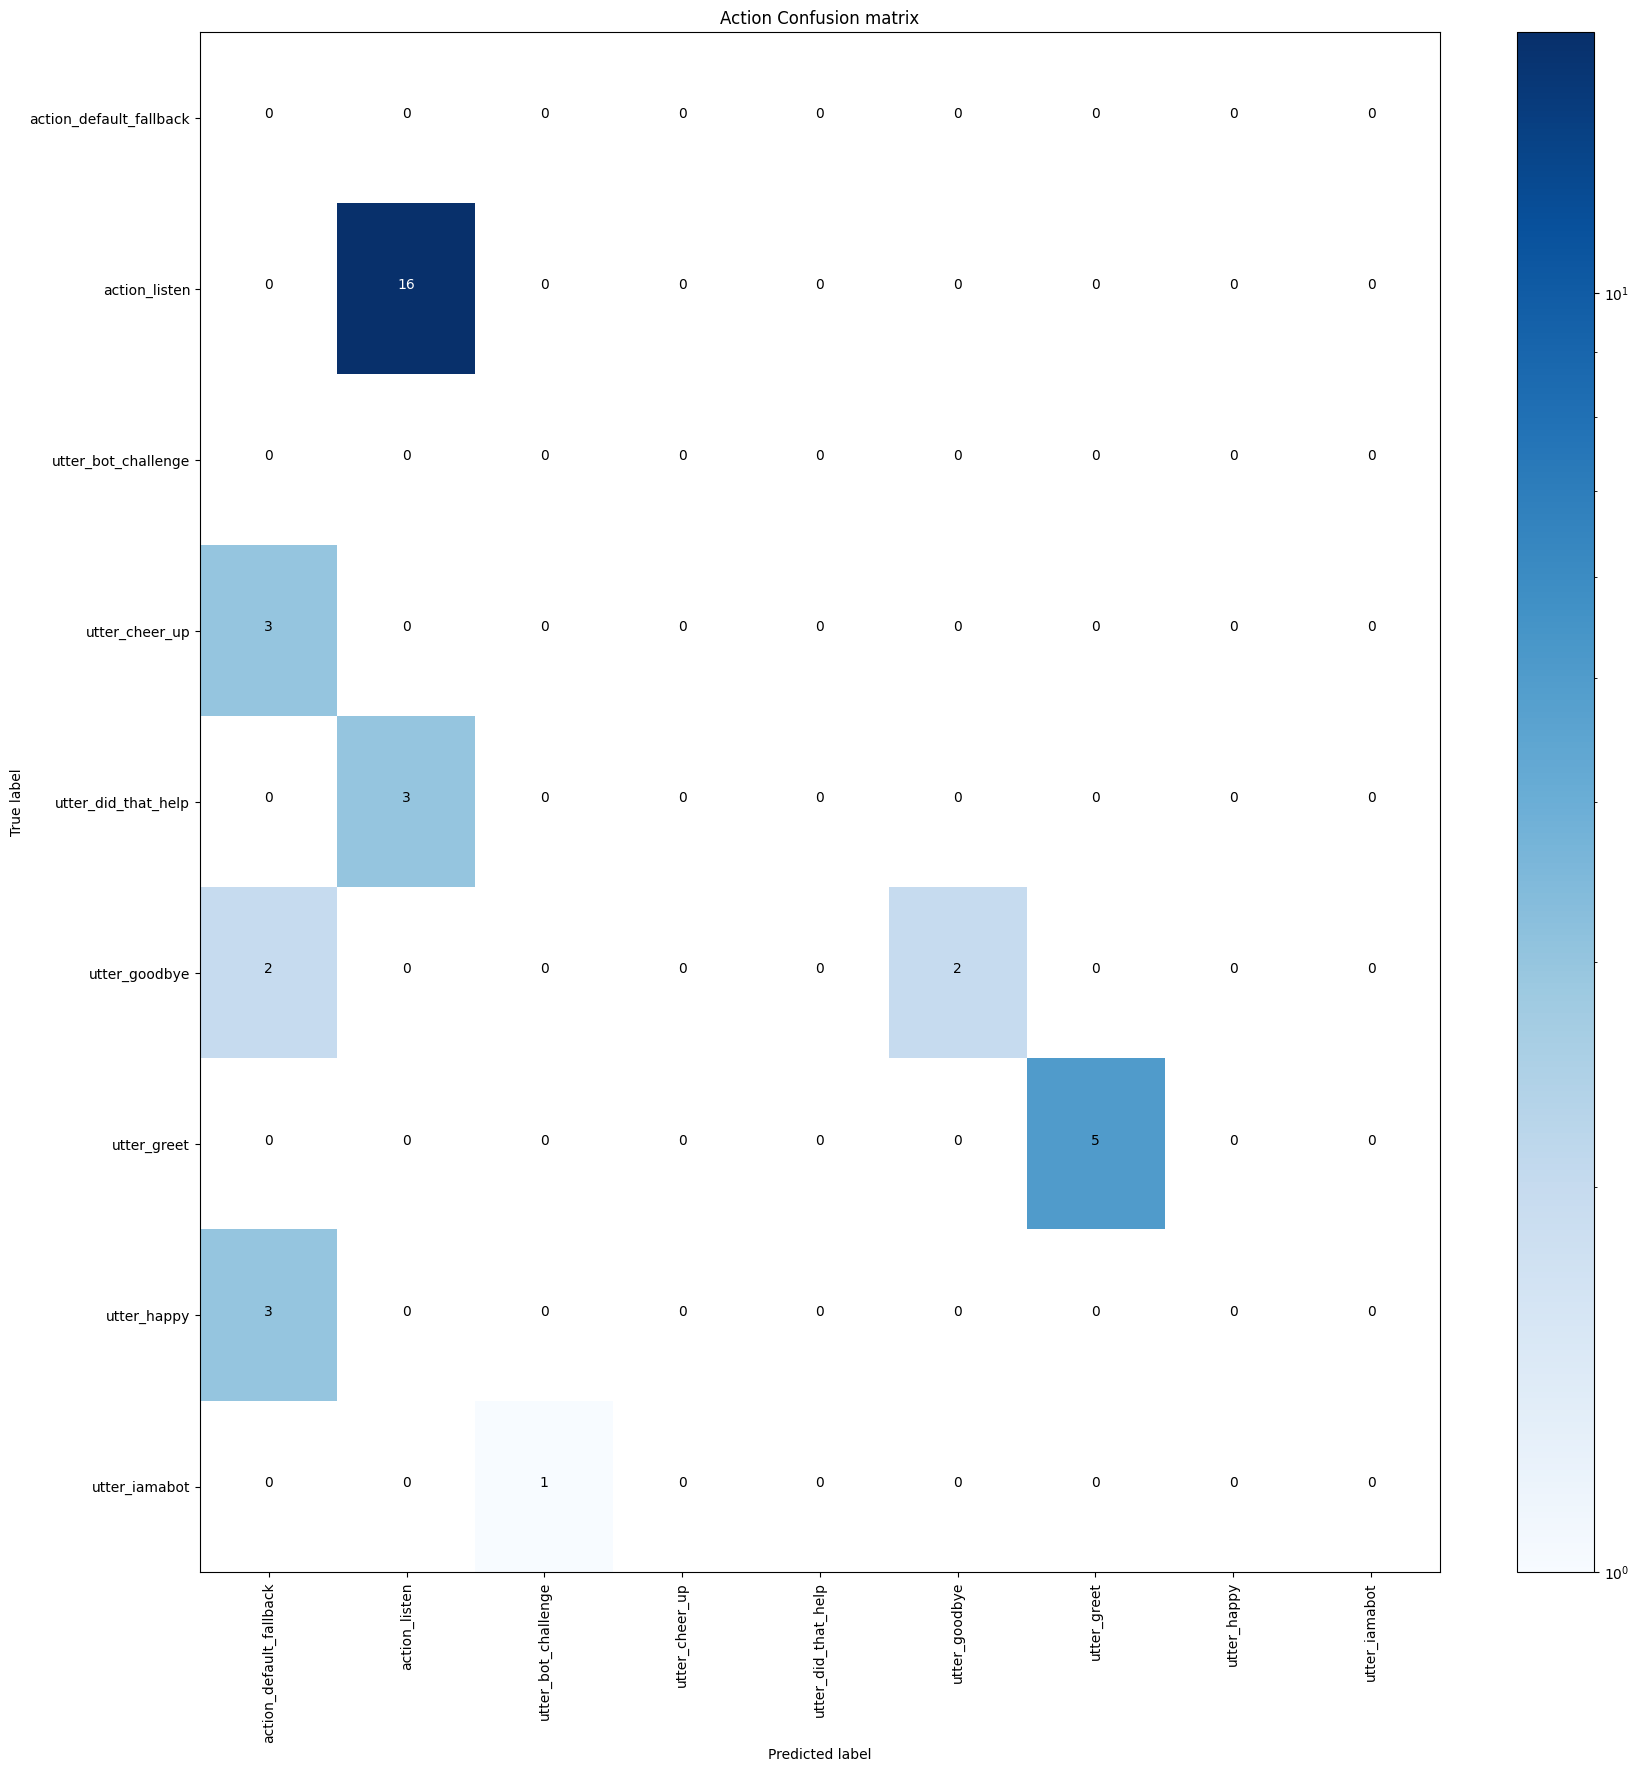 Action Confusion matrix
True label
action_default_fallback 0 0 0 0 0 0 0 0 0
action_listen 0 16 0 0 0 0 0 0 0
utter_bot_challenge 0 0 0 0 0 0 0 0 0
utter_cheer_up 3 0 0 0 0 0 0 0 0
utter_did_that_help 0 3 0 0 0 0 0 0 0
utter_goodbye 2 0 0 0 0 2 0 0 0
utter_greet 0 0 0 0 0 0 5 0 0
utter_happy 3 0 0 0 0 0 0 0 0
utter_iamabot 0 0 1 0 0 0 0 0 0
action_default_fallback
action_listen
utter_bot_challenge
utter_cheer_up
utter_did_that_help
utter_goodbye
utter_greet
utter_happy
utter_iamabot
Predicted label
10¹
10⁰